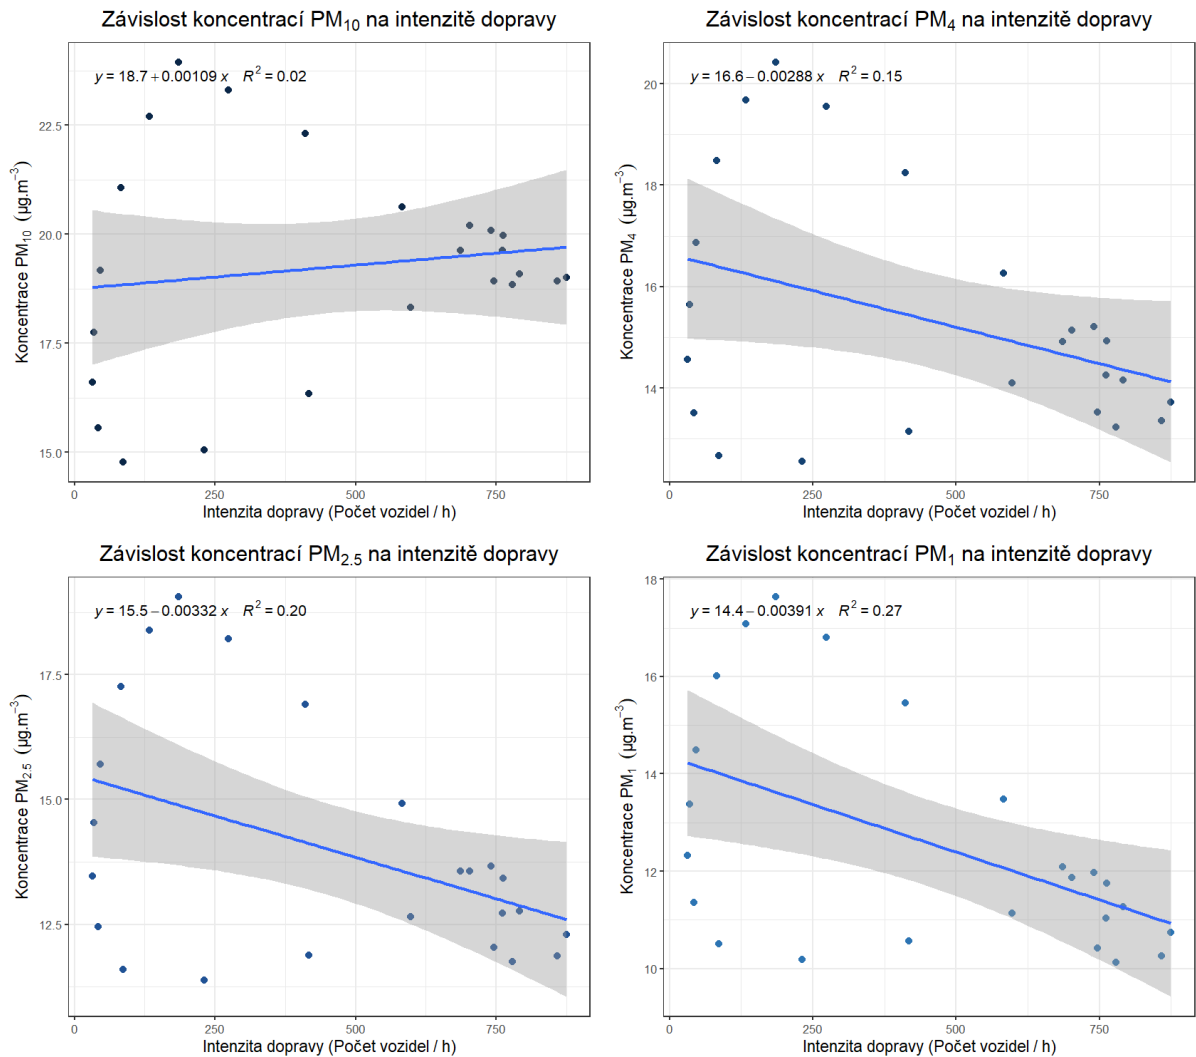 Závislost koncentrací PM₁₀ na intenzitě dopravy
y = 18.7 + 0.00109 x R² = 0.02
22.5
20.0
17.5
15.0
Koncentrace PM₁₀ (μg.m⁻³)
0 250 500 750
Intenzita dopravy (Počet vozidel / h)
Závislost koncentrací PM₄ na intenzitě dopravy
y = 16.6 − 0.00288 x R² = 0.15
20
18
16
14
Koncentrace PM₄ (μg.m⁻³)
0 250 500 750
Intenzita dopravy (Počet vozidel / h)
Závislost koncentrací PM₂.₅ na intenzitě dopravy
y = 15.5 − 0.00332 x R² = 0.20
17.5
15.0
12.5
Koncentrace PM₂.₅ (μg.m⁻³)
0 250 500 750
Intenzita dopravy (Počet vozidel / h)
Závislost koncentrací PM₁ na intenzitě dopravy
y = 14.4 − 0.00391 x R² = 0.27
18
16
14
12
10
Koncentrace PM₁ (μg.m⁻³)
0 250 500 750
Intenzita dopravy (Počet vozidel / h)